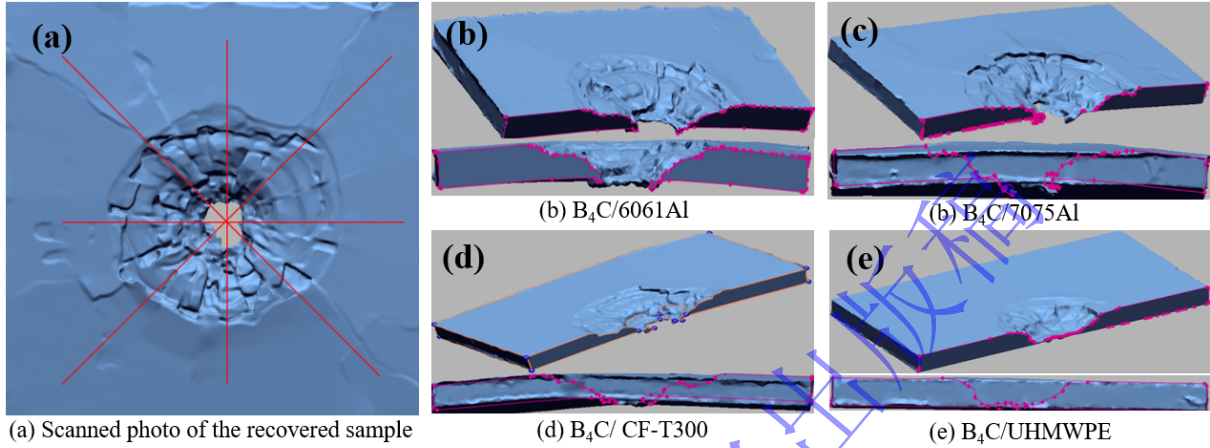 (a)
(b)
(c)
(b) B₄C/6061Al
(b) B₄C/7075Al
(d)
(e)
(a) Scanned photo of the recovered sample
(d) B₄C/ CF-T300
(e) B₄C/UHMWPE